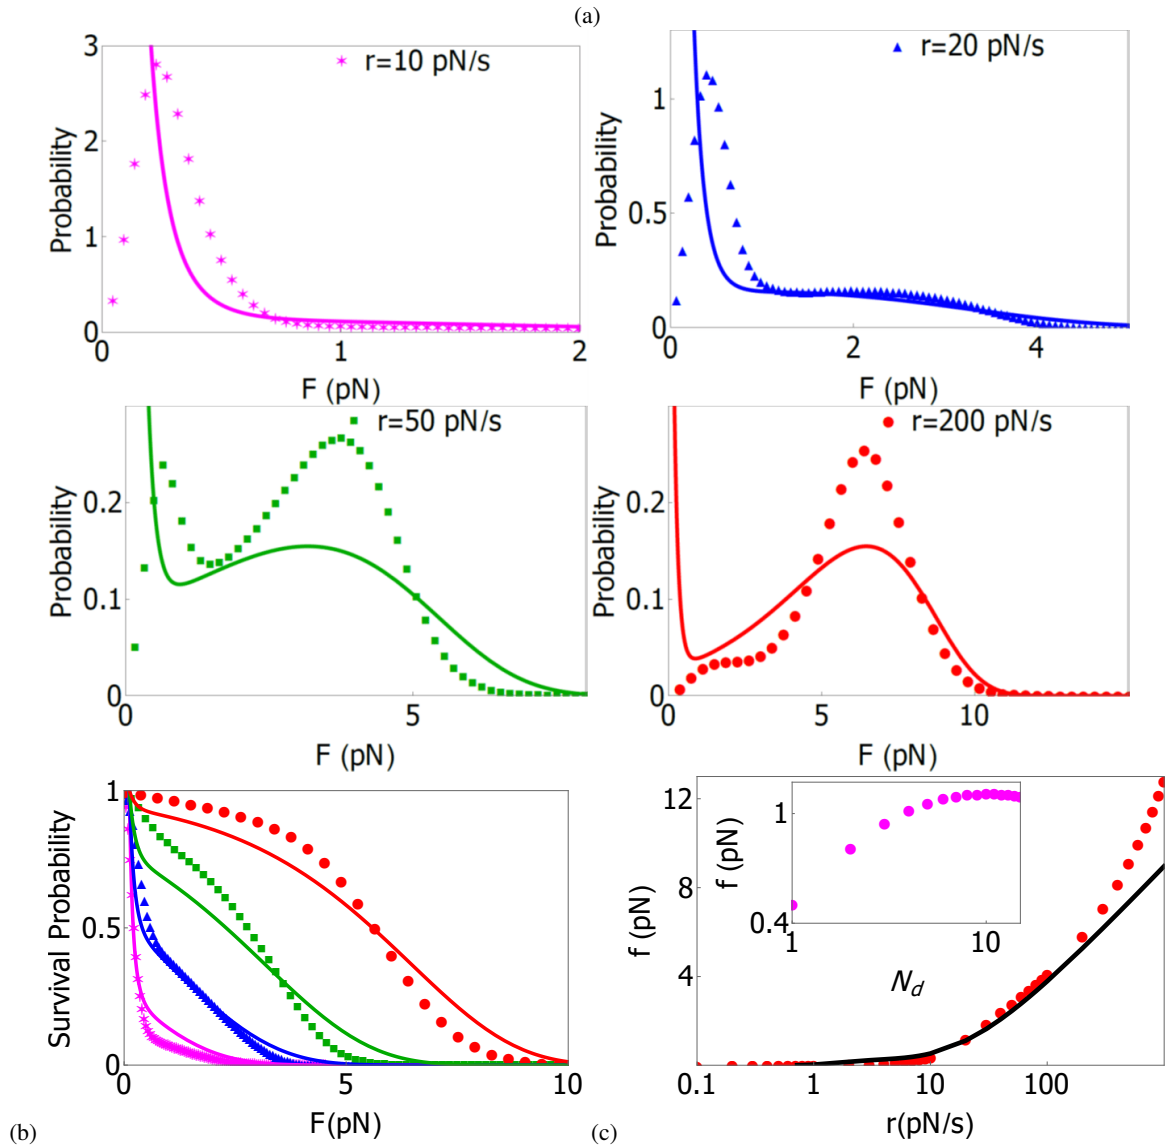 (a)
3
2
1
0
Probability
r=10 pN/s
0
1
2
F (pN)
1
0.5
0
Probability
r=20 pN/s
0
2
4
F (pN)
0.2
0.1
0
Probability
r=50 pN/s
0
5
F (pN)
0.2
0.1
0
Probability
r=200 pN/s
0
5
10
F (pN)
1
0.5
0
Survival Probability
0
5
10
F(pN)
(b)
12
8
4
f (pN)
1
0.4
f (pN)
1
10
N_d
0.1
1
10
100
r(pN/s)
(c)